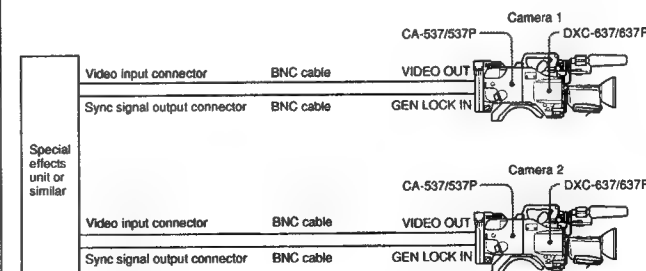 Camera 1
CA-537/537P DXC-637/637P
Video input connector BNC cable VIDEO OUT
Sync signal output connector BNC cable GEN LOCK IN
Special
effects
unit or
similar
Camera 2
CA-537/537P DXC-637/637P
Video input connector BNC cable VIDEO OUT
Sync signal output connector BNC cable GEN LOCK IN